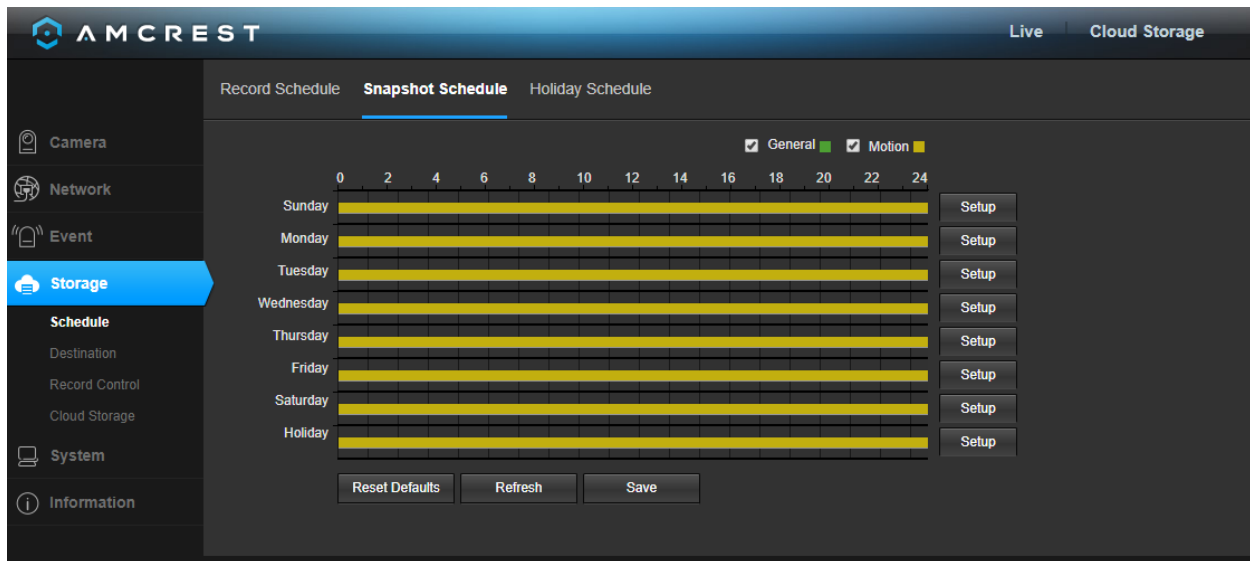 AMCREST
Live Cloud Storage
Record Schedule Snapshot Schedule Holiday Schedule
Camera
Network
Event
Storage
Schedule
Destination
Record Control
Cloud Storage
System
Information
General Motion
0 2 4 6 8 10 12 14 16 18 20 22 24
Sunday Setup
Monday Setup
Tuesday Setup
Wednesday Setup
Thursday Setup
Friday Setup
Saturday Setup
Holiday Setup
Reset Defaults Refresh Save